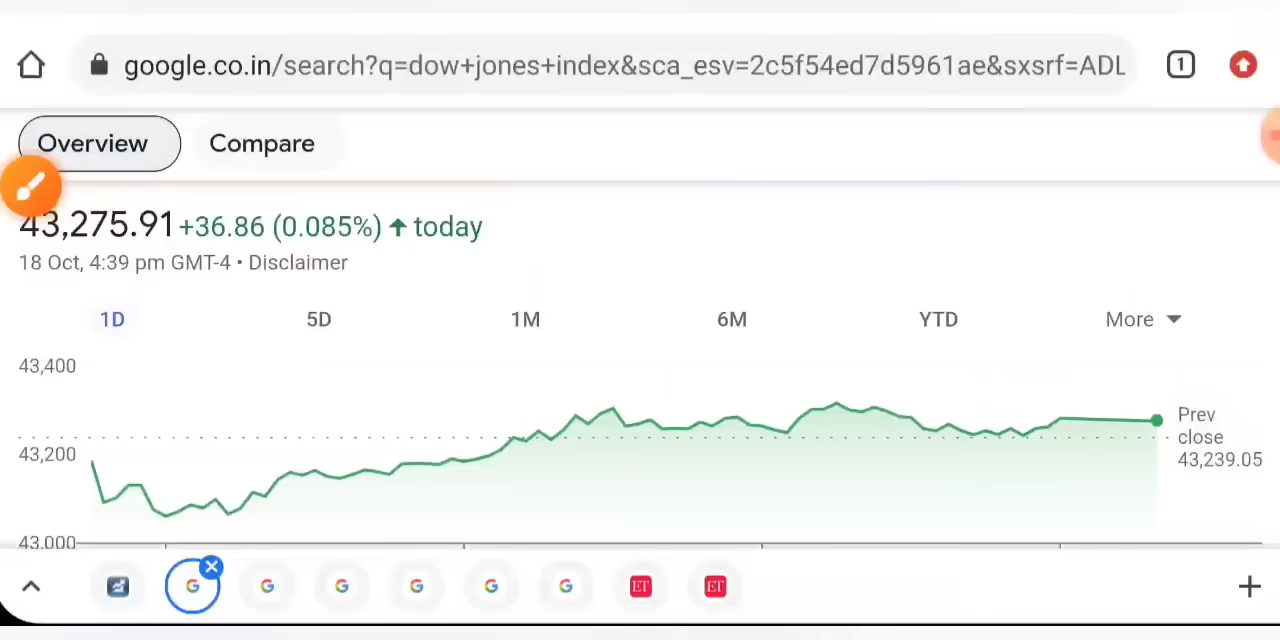 google.co.in/search?q=dow+jones+index&sca_esv=2c5f54ed7d5961ae&sxsrf=ADL
1
Overview
Compare
43,275.91 +36.86 (0.085%) ↑ today
18 Oct, 4:39 pm GMT-4 • Disclaimer
1D 5D 1M 6M YTD More
43,400
43,200
43,000
Prev
close
43,239.05
G G G G G G ET ET